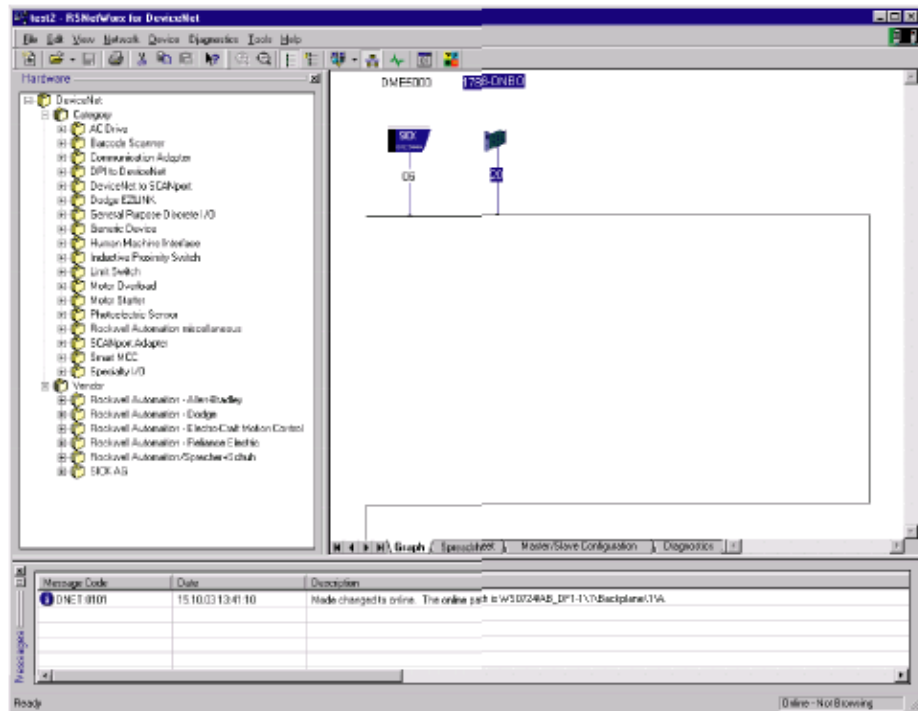 test2 - RSNetWorx for DeviceNet
File Edit View Network Device Diagnostics Tools Help
Hardware
DeviceNet
Category
AC Drive
Barcode Scanner
Communication Adapter
DPI to DeviceNet
DeviceNet to SCANport
Dodge EZLINK
General Purpose Discrete I/O
Generic Device
Human Machine Interface
Inductive Proximity Switch
Limit Switch
Motor Overload
Motor Starter
Photoelectric Sensor
Rockwell Automation miscellaneous
SCANport Adapter
Smart MCC
Specialty I/O
Vendor
Rockwell Automation - Allen-Bradley
Rockwell Automation - Dodge
Rockwell Automation - Electro-Craft Motion Control
Rockwell Automation - Reliance Electric
Rockwell Automation/Sprecher+Schuh
SICK AG
DME5000 1788-DNBO
SICK
06 00
Graph Spreadsheet Master/Slave Configuration Diagnostics
Messages
Message Code Date Description
DNET:0101 15.10.03 13:41:10 Mode changed to online. The online path is
Ready Online - Not Browsing